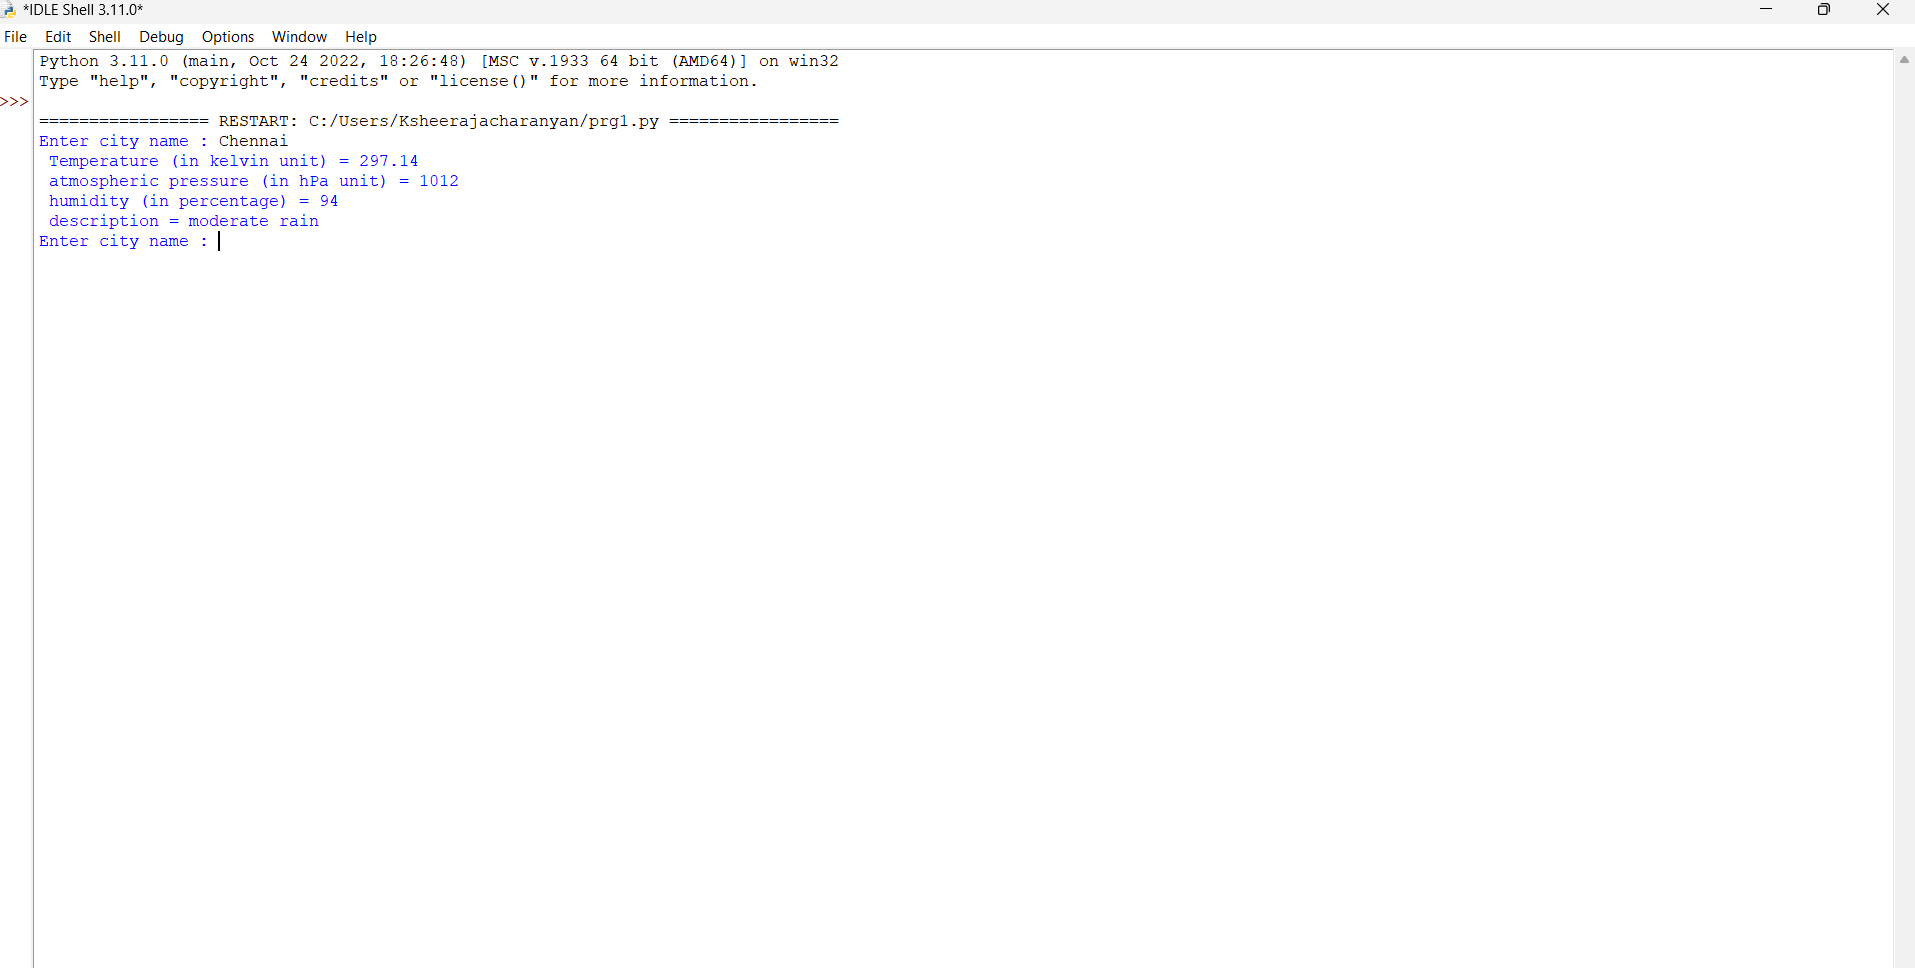 *IDLE Shell 3.11.0*
File Edit Shell Debug Options Window Help
Python 3.11.0 (main, Oct 24 2022, 18:26:48) [MSC v.1933 64 bit (AMD64)] on win32
Type "help", "copyright", "credits" or "license()" for more information.
>>>
================= RESTART: C:/Users/Ksheerajacharanyan/prg1.py =================
Enter city name : Chennai
 Temperature (in kelvin unit) = 297.14
 atmospheric pressure (in hPa unit) = 1012
 humidity (in percentage) = 94
 description = moderate rain
Enter city name :